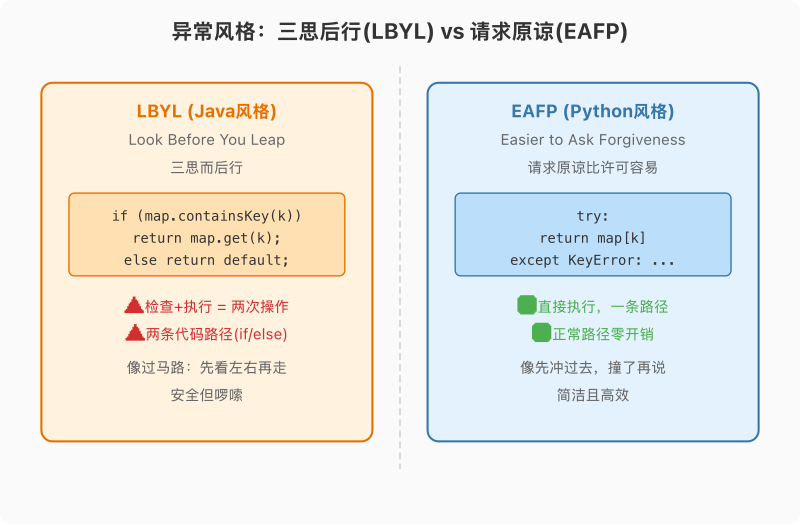 异常风格：三思后行(LBYL) vs 请求原谅(EAFP)
LBYL (Java风格)
Look Before You Leap
三思而后行
if (map.containsKey(k))
return map.get(k);
else return default;
检查+执行 = 两次操作
两条代码路径(if/else)
像过马路：先看左右再走
安全但啰嗦
EAFP (Python风格)
Easier to Ask Forgiveness
请求原谅比许可容易
try:
return map[k]
except KeyError: ...
直接执行，一条路径
正常路径零开销
像先冲过去，撞了再说
简洁且高效